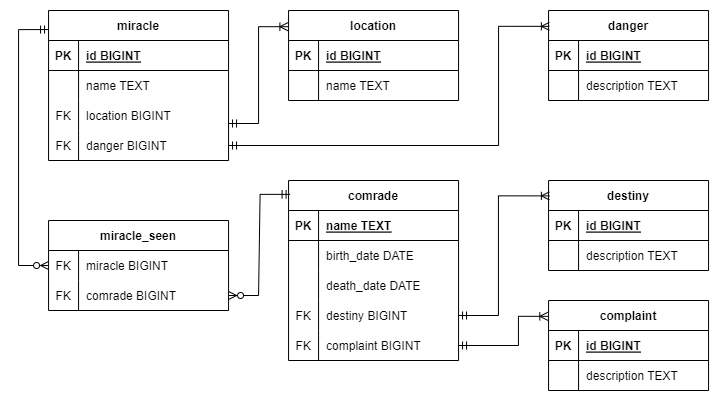 miracle
PK id BIGINT
name TEXT
FK location BIGINT
FK danger BIGINT
location
PK id BIGINT
name TEXT
danger
PK id BIGINT
description TEXT
miracle_seen
FK miracle BIGINT
FK comrade BIGINT
comrade
PK name TEXT
birth_date DATE
death_date DATE
FK destiny BIGINT
FK complaint BIGINT
destiny
PK id BIGINT
description TEXT
complaint
PK id BIGINT
description TEXT